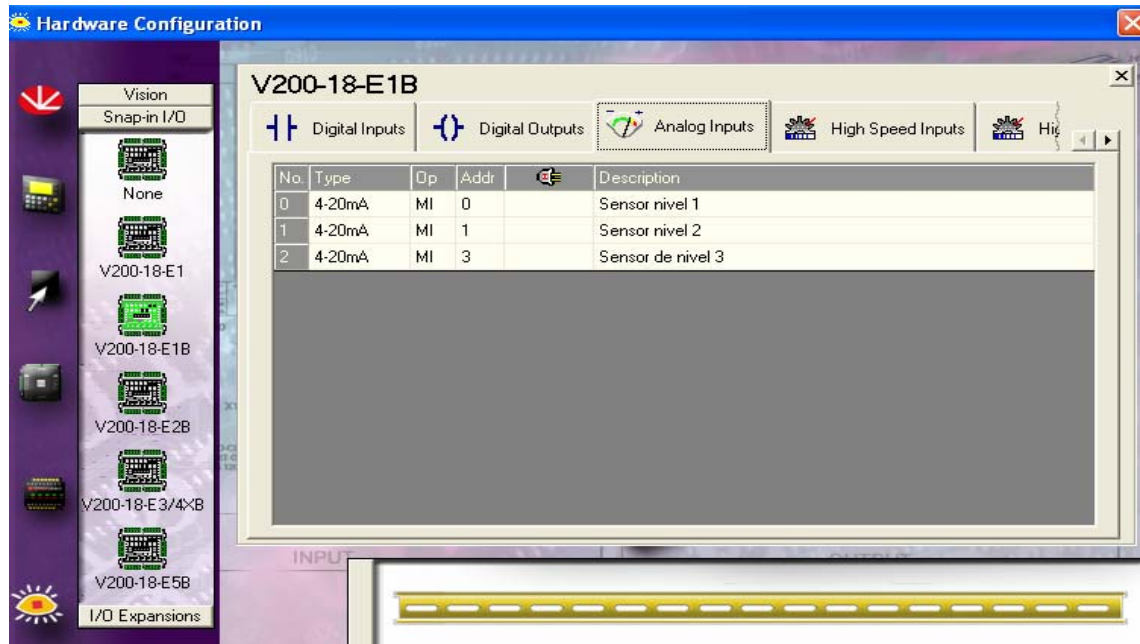 Hardware Configuration
Vision
Snap-in I/O
None
V200-18-E1
V200-18-E1B
V200-18-E2B
V200-18-E3/4XB
V200-18-E5B
I/O Expansions
V200-18-E1B
Digital Inputs Digital Outputs Analog Inputs High Speed Inputs Hig
No. Type Op Addr Description
0 4-20mA MI 0 Sensor nivel 1
1 4-20mA MI 1 Sensor nivel 2
2 4-20mA MI 3 Sensor de nivel 3
INPUT